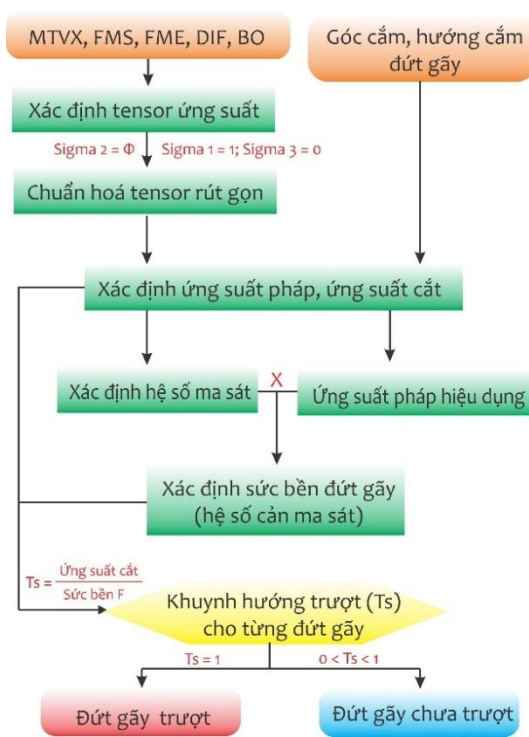 MTVX, FMS, FME, DIF, BO
Góc cắm, hướng cắm
đứt gãy
Xác định tensor ứng suất
Sigma 2 = Φ
Sigma 1 = 1; Sigma 3 = 0
Chuẩn hoá tensor rút gọn
Xác định ứng suất pháp, ứng suất cắt
Xác định hệ số ma sát
X
Ứng suất pháp hiệu dụng
Xác định sức bền đứt gãy
(hệ số cản ma sát)
Ts = Ứng suất cắt
Sức bền F
Khuynh hướng trượt (Ts)
cho từng đứt gãy
Ts = 1
0 < Ts < 1
Đứt gãy trượt
Đứt gãy chưa trượt